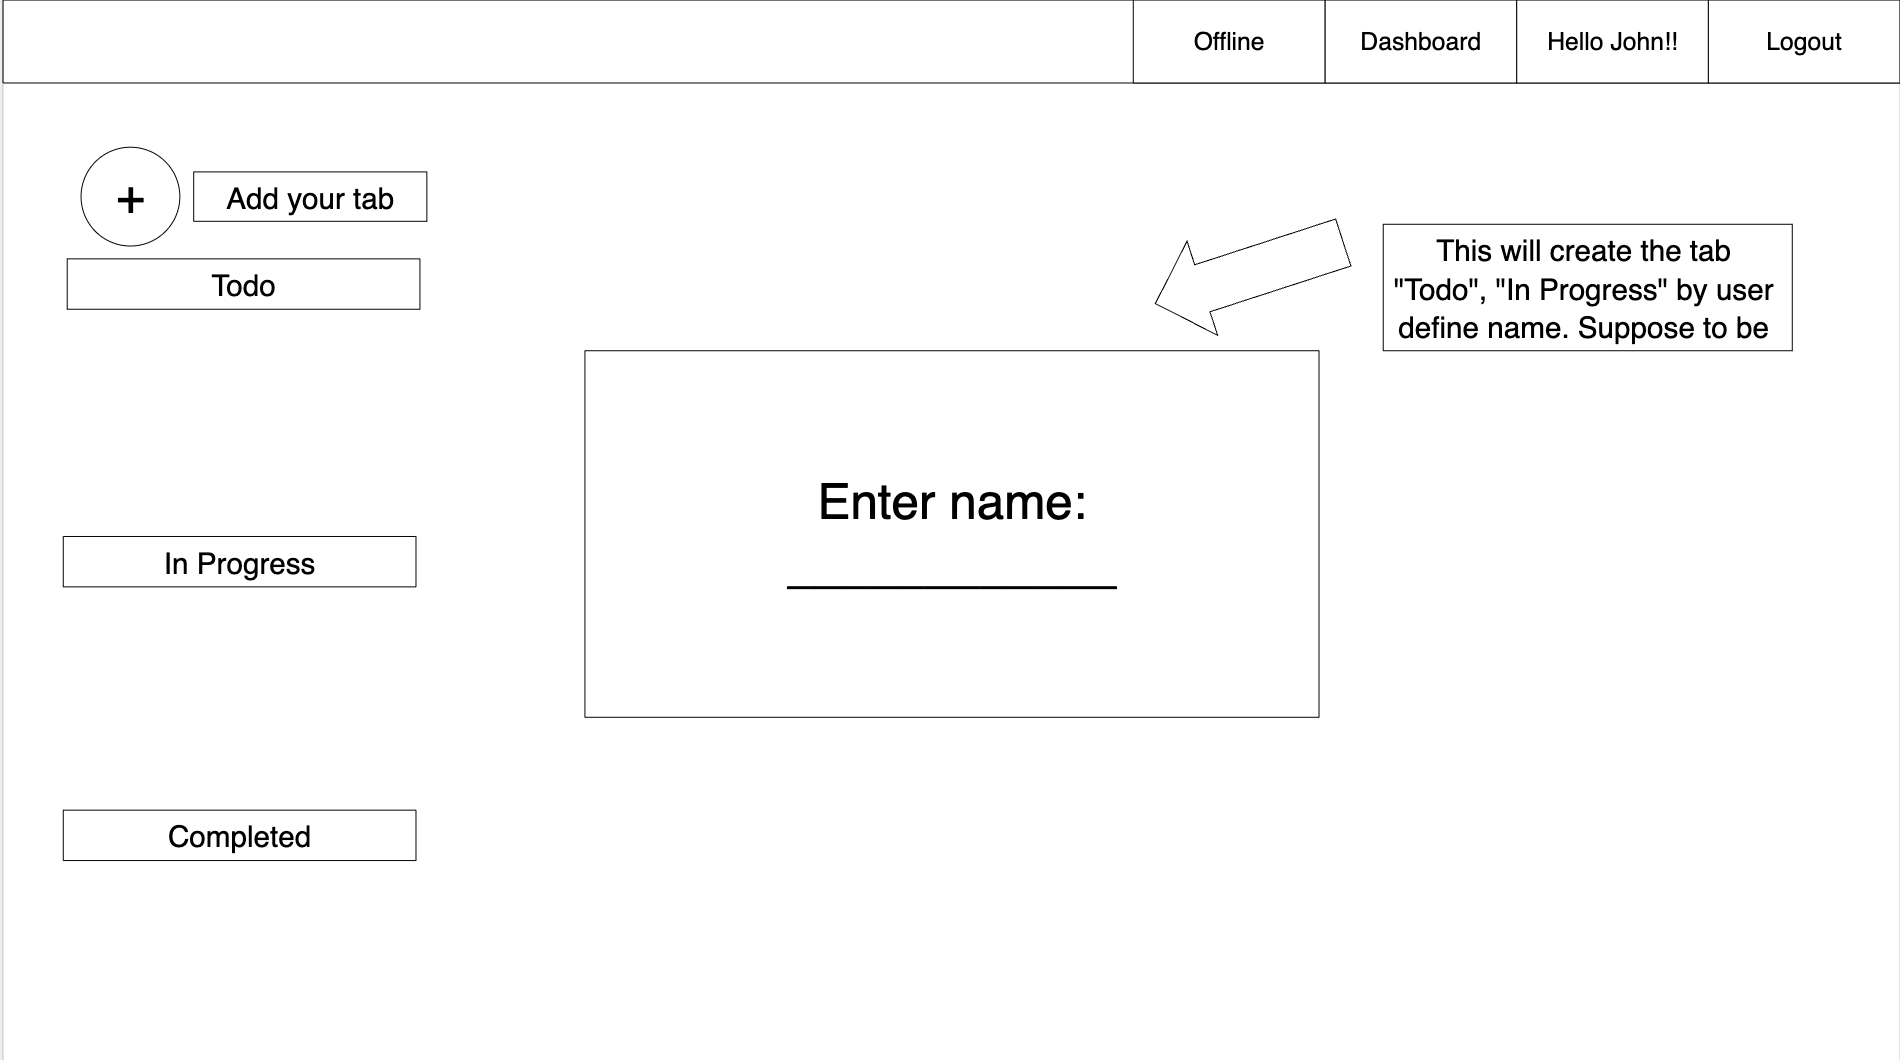 Offline
Dashboard
Hello John!!
Logout
+
Add your tab
Todo
This will create the tab
"Todo", "In Progress" by user
define name. Suppose to be
Enter name:
In Progress
Completed